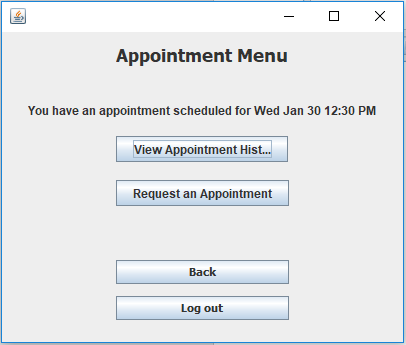 Appointment Menu
You have an appointment scheduled for Wed Jan 30 12:30 PM
View Appointment Hist...
Request an Appointment
Back
Log out